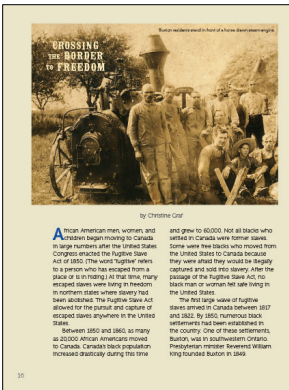 Buxton residents stand in front of a horse-drawn steam engine.
CROSSING
THE BORDER
TO FREEDOM
by Christine Graf
African American men, women, and
children began moving to Canada
in large numbers after the United States
Congress enacted the Fugitive Slave
Act of 1850. (The word "fugitive" refers
to a person who has escaped from a
place or is in hiding.) At that time, many
escaped slaves were living in freedom
in northern states where slavery had
been abolished. The Fugitive Slave Act
allowed for the pursuit and capture of
escaped slaves anywhere in the United
States.
Between 1850 and 1860, as many
as 20,000 African Americans moved
to Canada. Canada's black population
increased drastically during this time
and grew to 60,000. Not all blacks who
settled in Canada were former slaves.
Some were free blacks who moved from
the United States to Canada because
they were afraid they would be illegally
captured and sold into slavery. After the
passage of the Fugitive Slave Act, no
black man or woman felt safe living in
the United States.
The first large wave of fugitive
slaves arrived in Canada between 1817
and 1822. By 1850, numerous black
settlements had been established in
the country. One of these settlements,
Buxton, was in southwestern Ontario.
Presbyterian minister Reverend William
King founded Buxton in 1849.